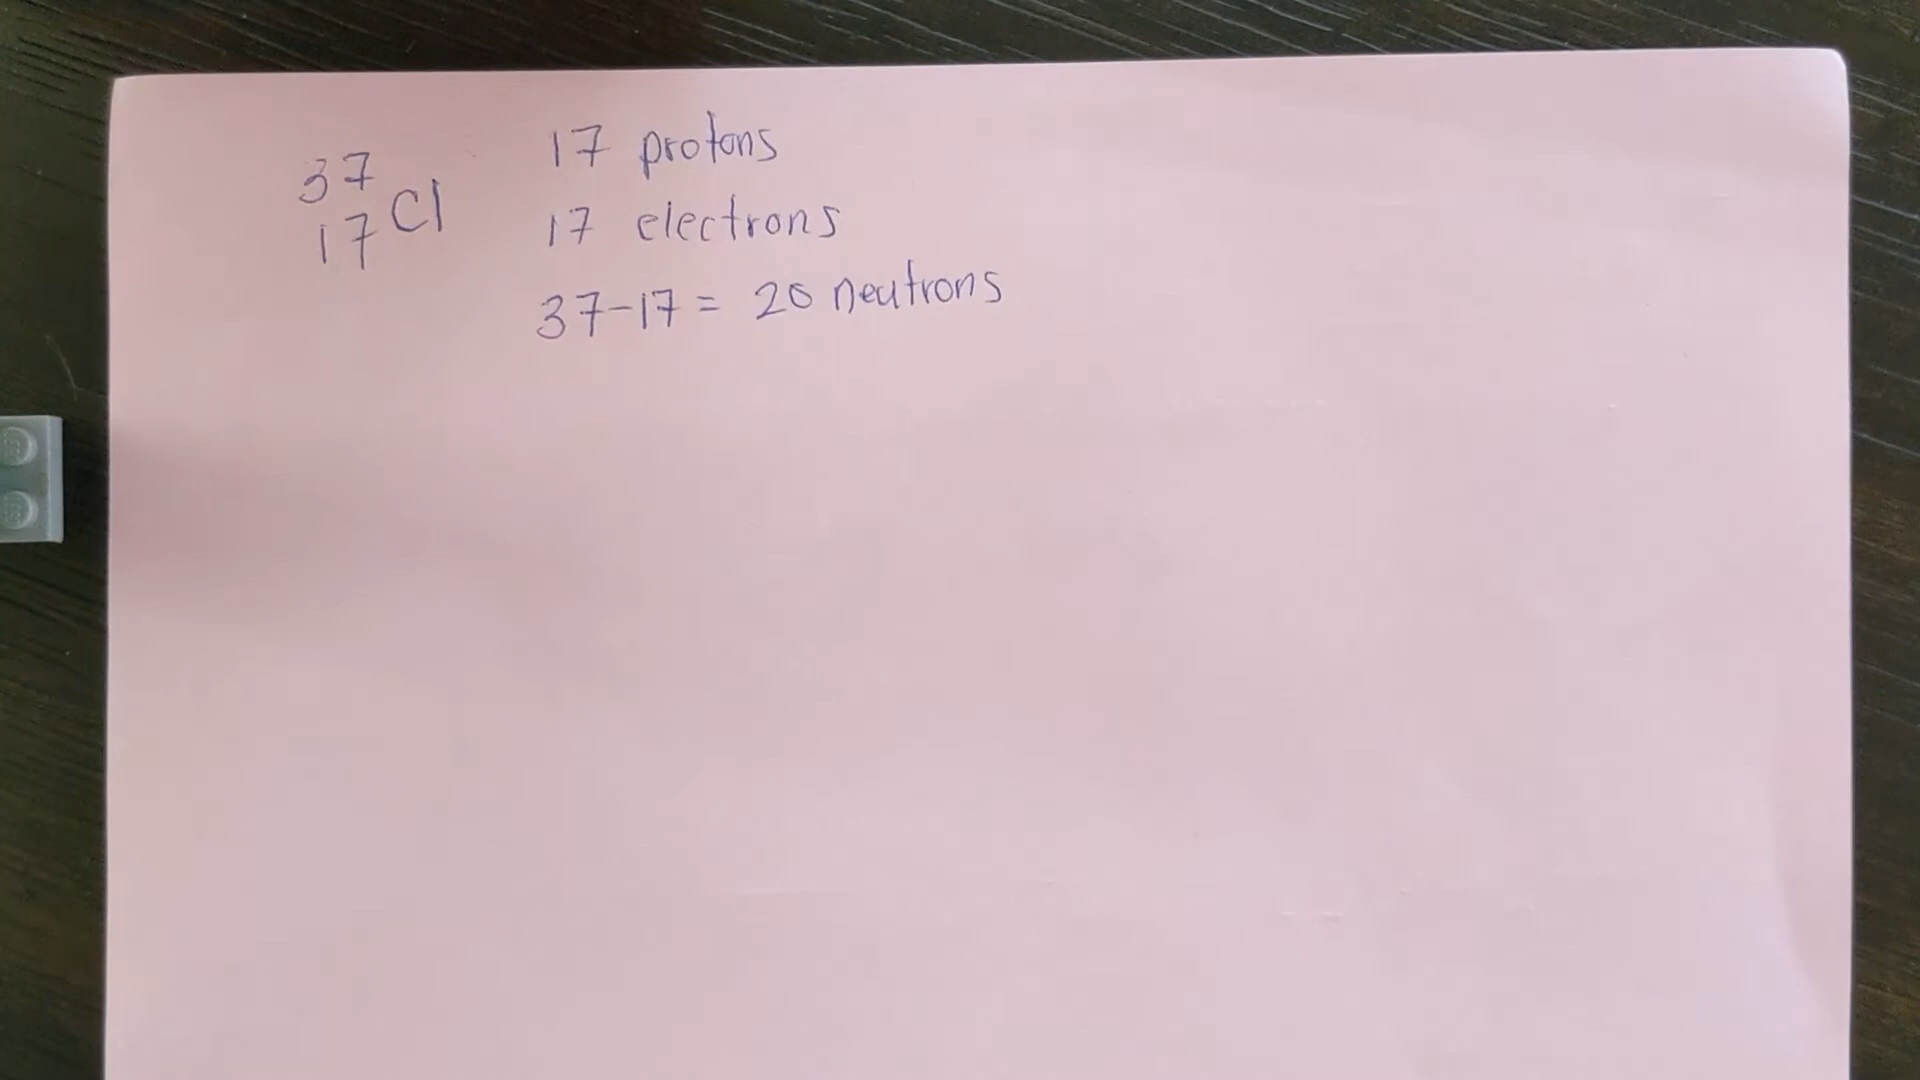 37
17 Cl
17 protons
17 electrons
37-17 = 20 neutrons